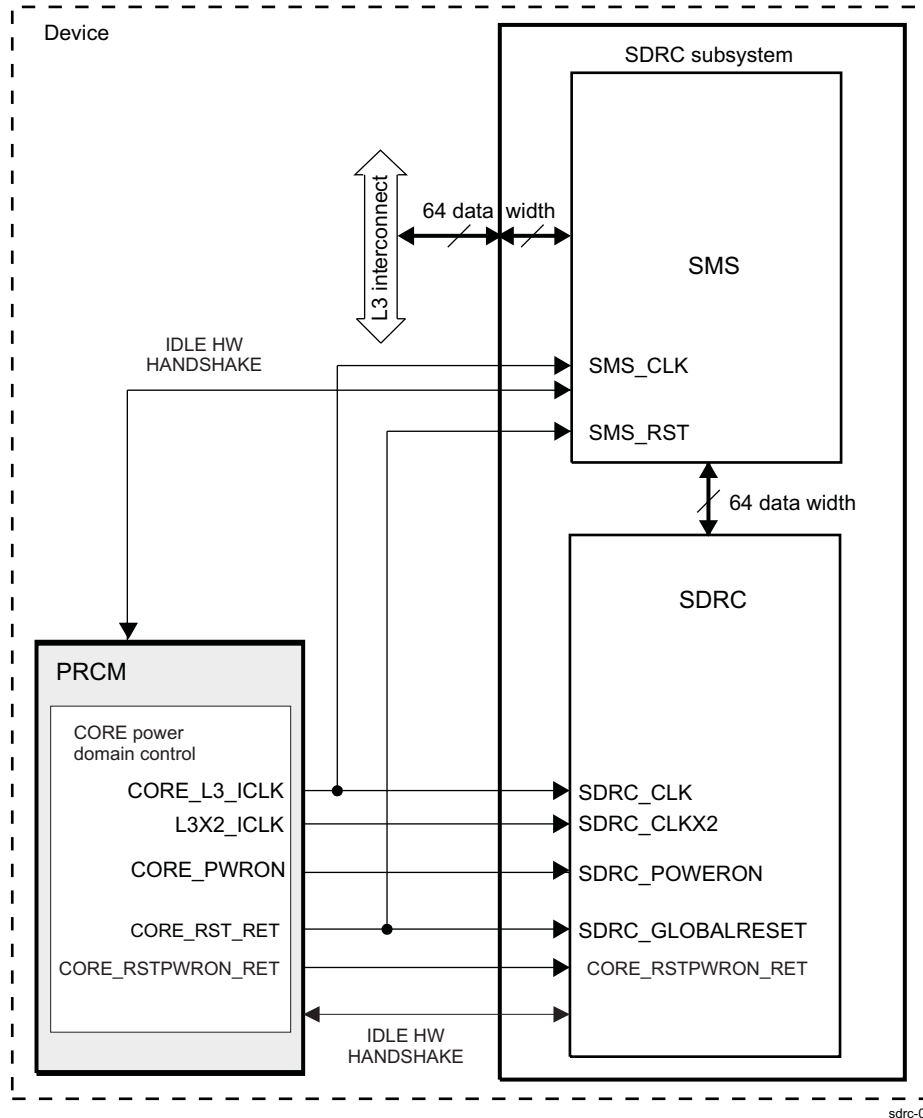 Device
SDRC subsystem
64 data width
L3 interconnect
SMS
IDLE HW
HANDSHAKE
SMS_CLK
SMS_RST
64 data width
SDRC
PRCM
CORE power
domain control
CORE_L3_ICLK
SDRC_CLK
L3X2_ICLK
SDRC_CLKX2
CORE_PWRON
SDRC_POWERON
CORE_RST_RET
SDRC_GLOBALRESET
CORE_RSTPWRON_RET
CORE_RSTPWRON_RET
IDLE HW
HANDSHAKE